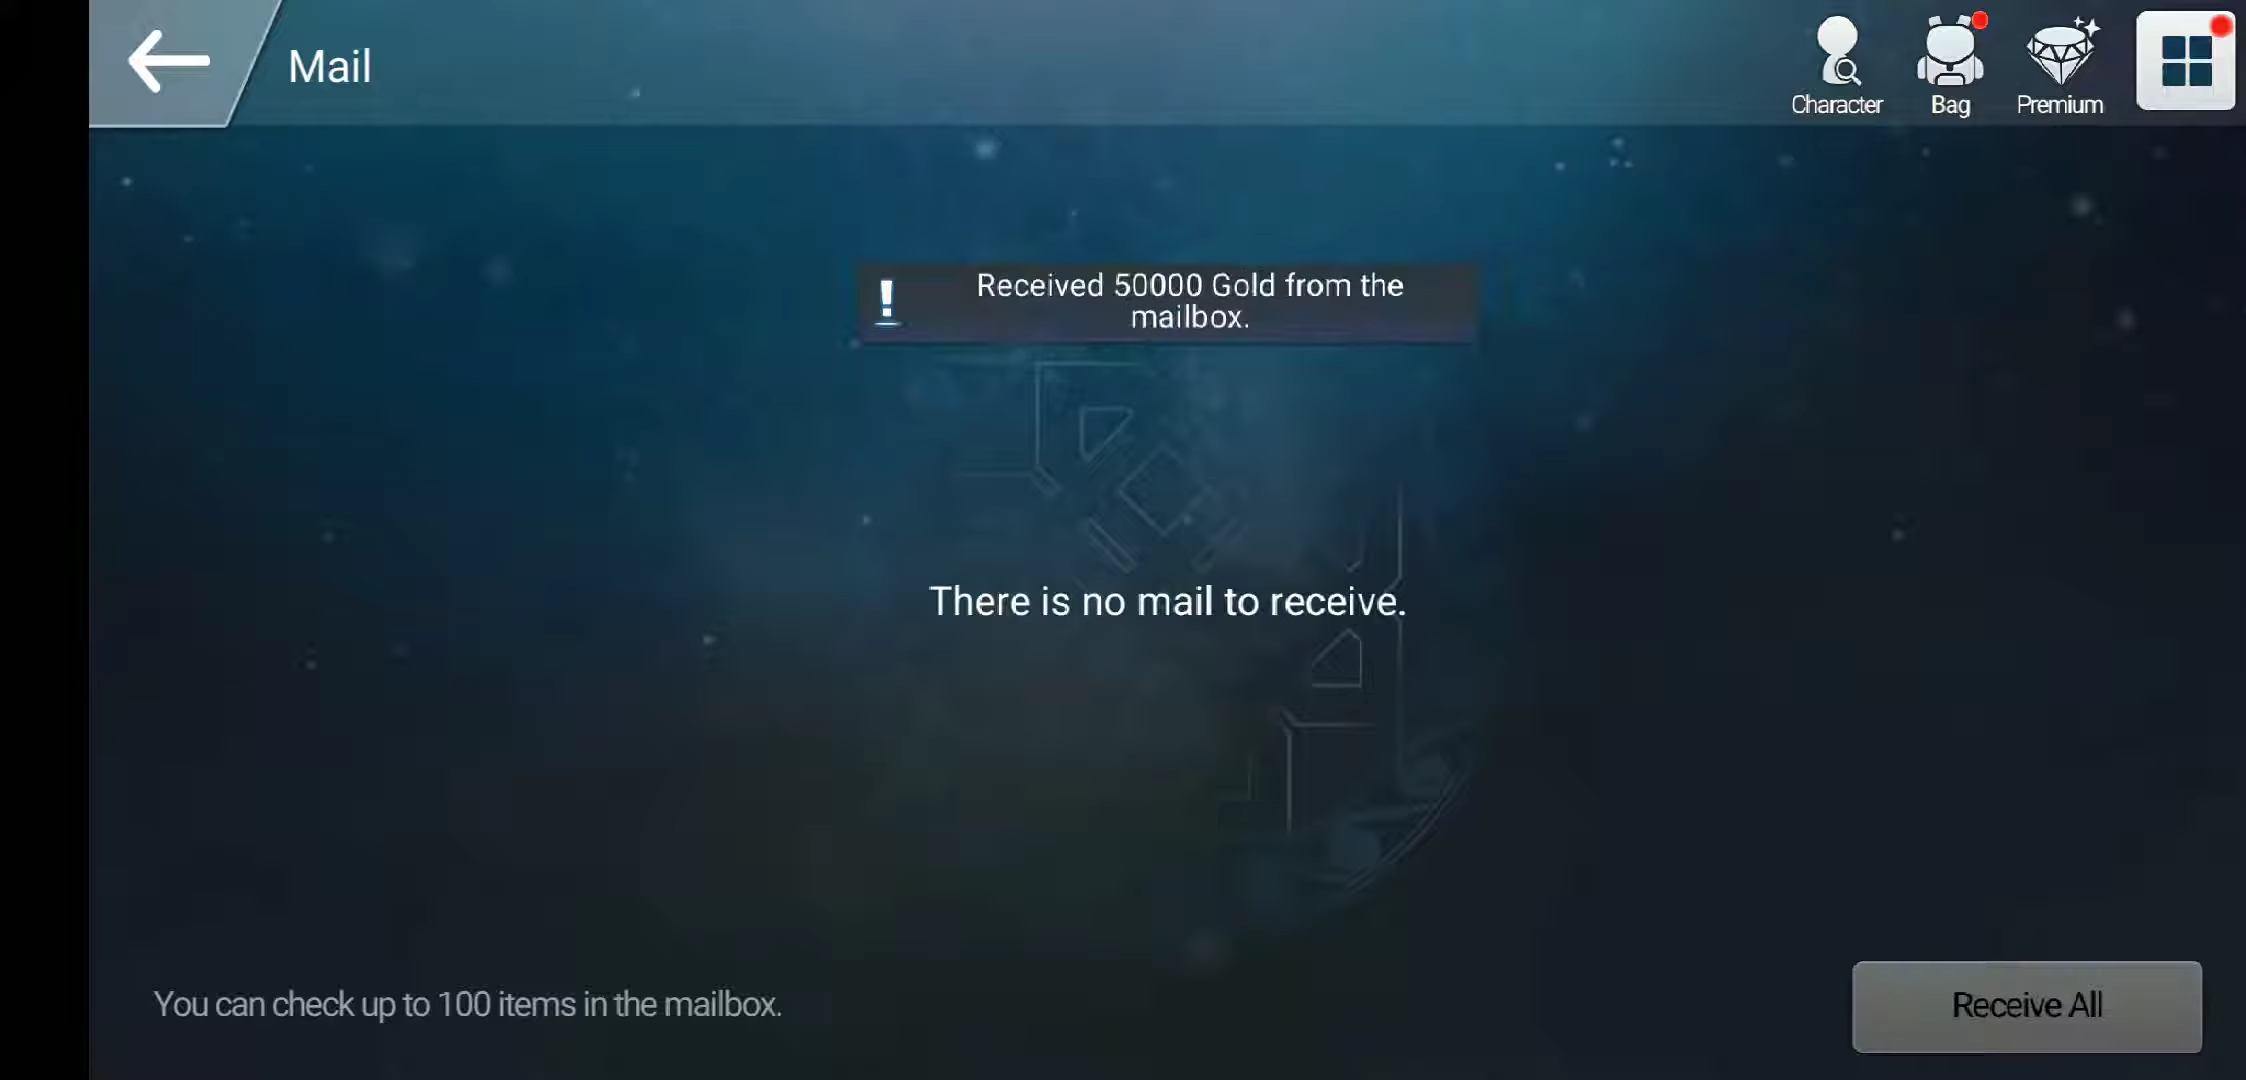 Mail
Character
Bag
Premium
Received 50000 Gold from the
mailbox.
There is no mail to receive.
You can check up to 100 items in the mailbox.
Receive All